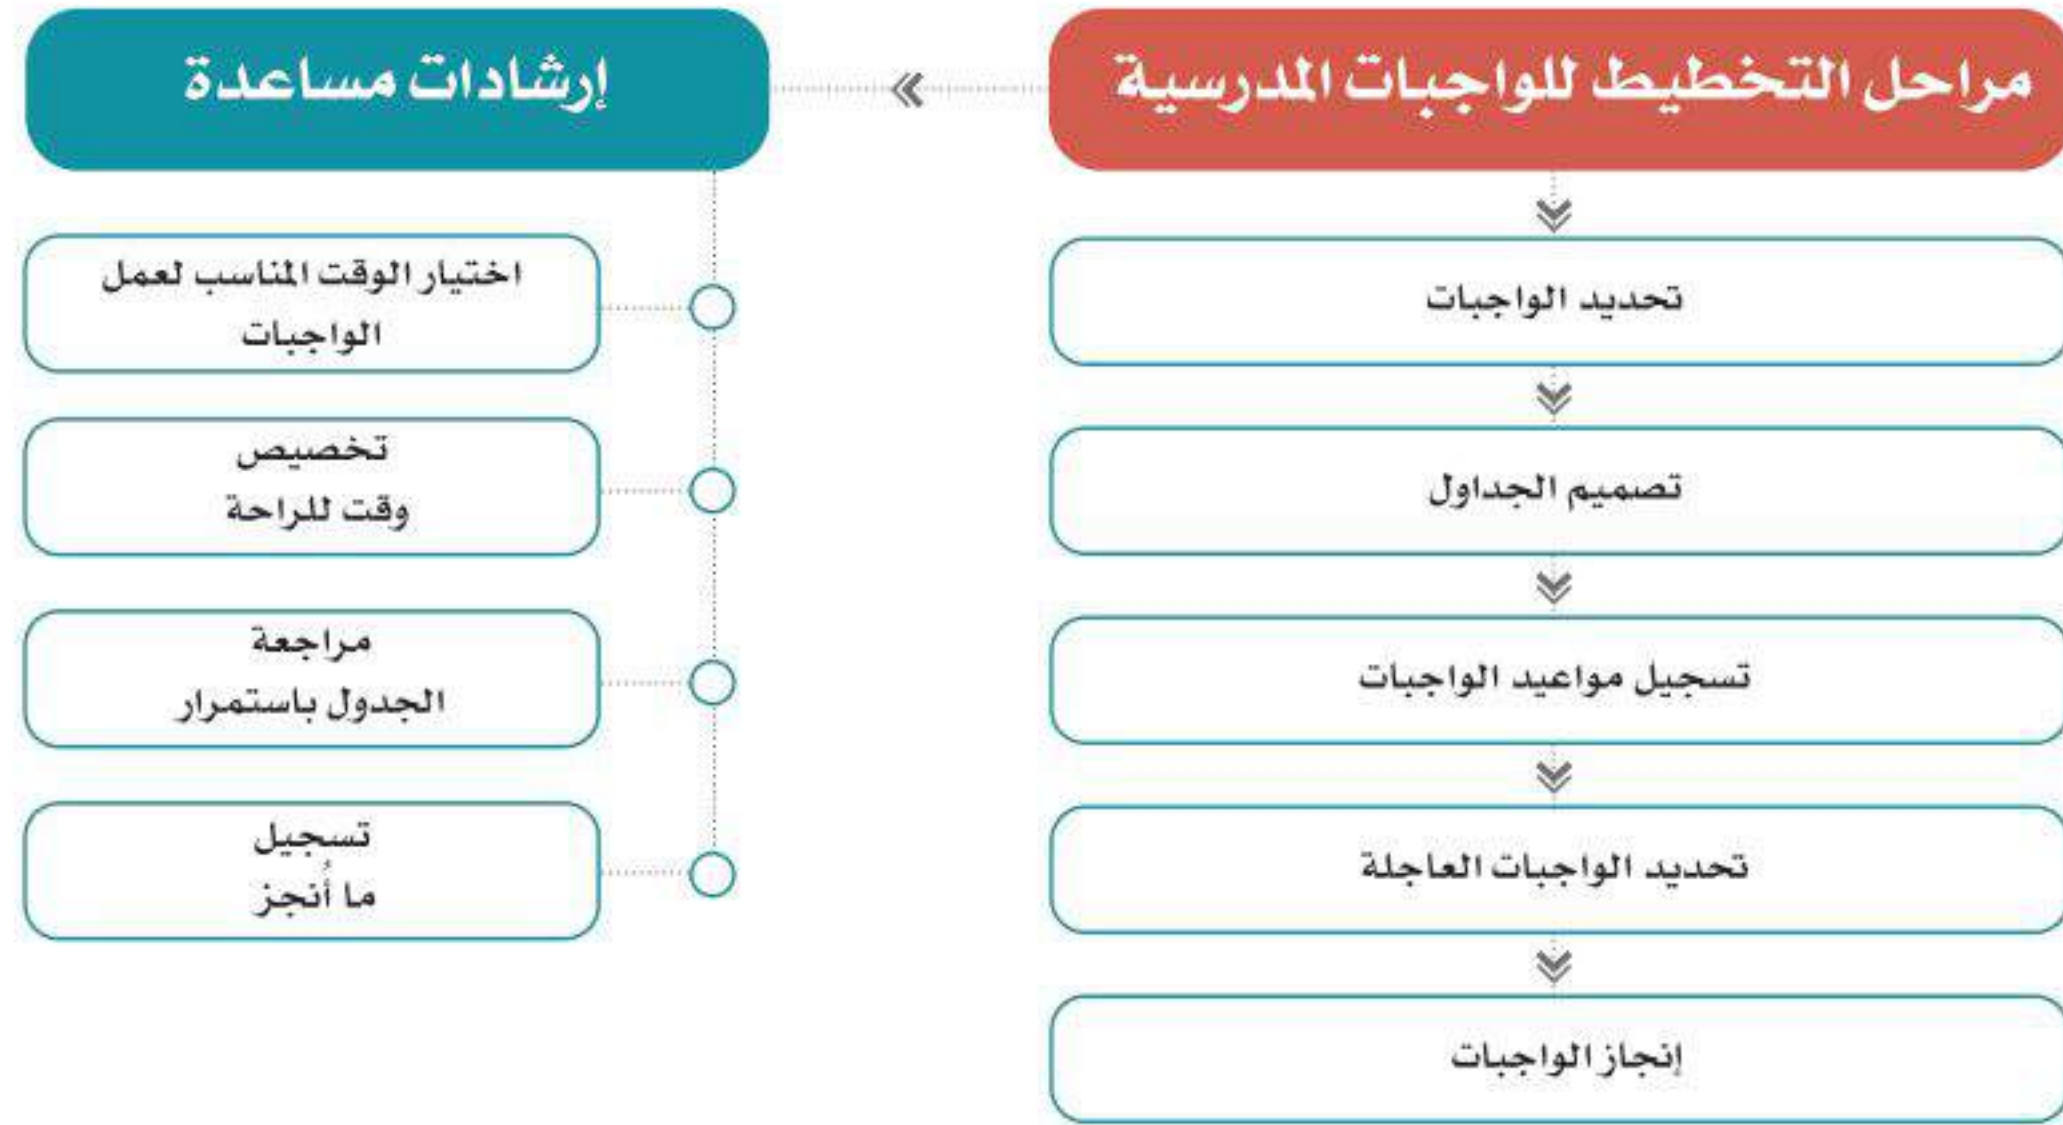 مراحل التخطيط للواجبات المدرسية
تحديد الواجبات
تصميم الجداول
تسجيل مواعيد الواجبات
تحديد الواجبات العاجلة
إنجاز الواجبات
إرشادات مساعدة
اختيار الوقت المناسب لعمل
الواجبات
تخصيص
وقت للراحة
مراجعة
الجدول باستمرار
تسجيل
ما أُنجز